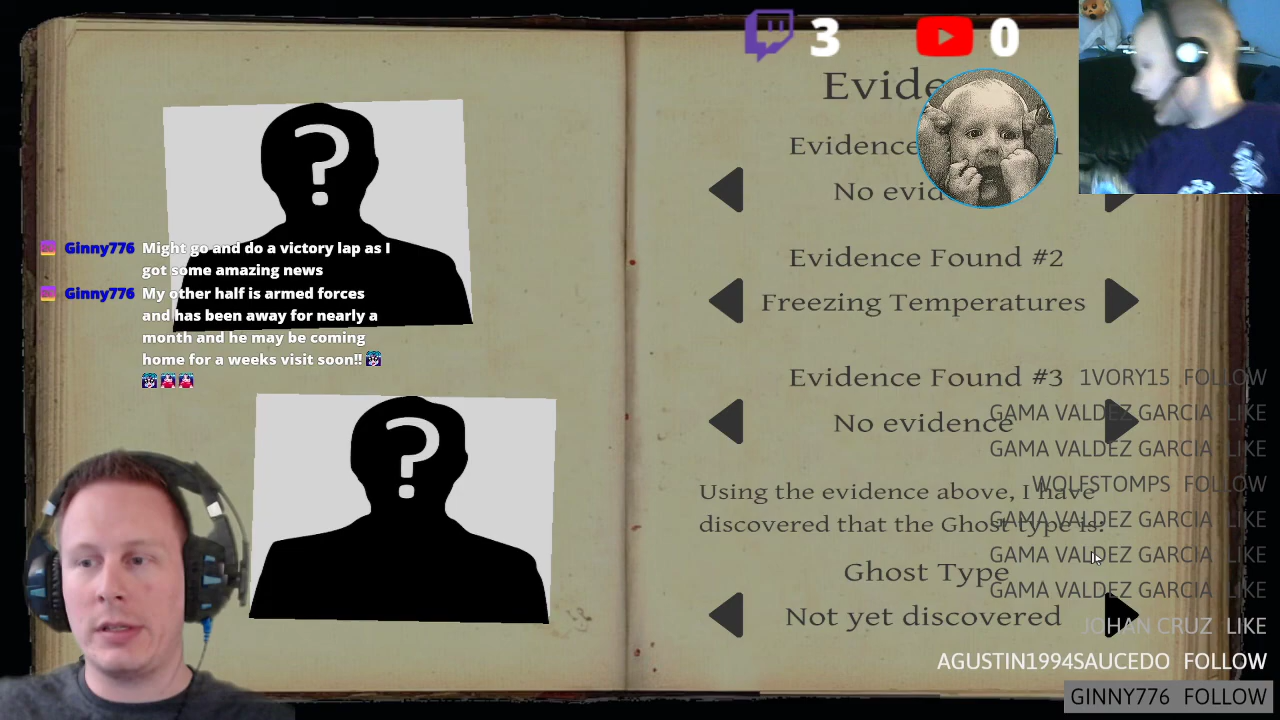 3
0
Evide
Evidence 1
No evid
Evidence Found #2
Freezing Temperatures
Evidence Found #3
No evidence
Using the evidence above, I have
discovered that the Ghost type is:
Ghost Type
Not yet discovered
?
?
Ginny776 Might go and do a victory lap as I
got some amazing news
Ginny776 My other half is armed forces
and has been away for nearly a
month and he may be coming
home for a weeks visit soon!!
1VORY15 FOLLOW
GAMA VALDEZ GARCIA LIKE
GAMA VALDEZ GARCIA LIKE
WOLFSTOMPS FOLLOW
GAMA VALDEZ GARCIA LIKE
GAMA VALDEZ GARCIA LIKE
GAMA VALDEZ GARCIA LIKE
JOHAN CRUZ LIKE
AGUSTIN1994SAUCEDO FOLLOW
GINNY776 FOLLOW